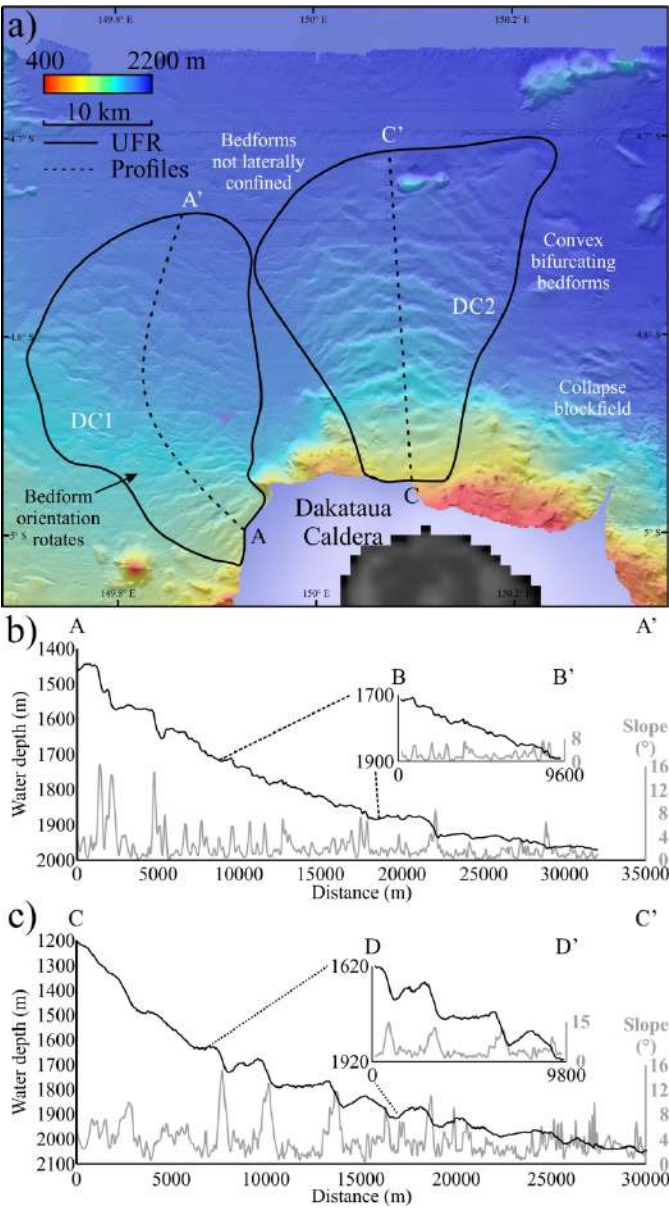 a)
149.8° E
150° E
150.2° E
400
2200 m
10 km
UFR
Profiles
4.7° S
Bedforms
not laterally
confined
C'
A'
Convex
bifurcating
bedforms
DC2
4.8° S
4.8° S
Collapse
blockfield
DC1
Bedform
orientation
rotates
A
C
Dakataua
Caldera
5° S
5° S
149.8° E
150° E
150.2° E
b)
A
A'
1400
1500
1600
1700
1800
1900
2000
Water depth (m)
B
B'
1700
1900
0
9600
8
0
Slope
(°)
16
12
8
4
0
0
5000
10000
15000
20000
25000
30000
35000
Distance (m)
c)
C
C'
1200
1300
1400
1500
1600
1700
1800
1900
2000
2100
Water depth (m)
D
D'
1620
1920
0
9800
15
0
Slope
(°)
16
12
8
4
0
0
5000
10000
15000
20000
25000
30000
Distance (m)